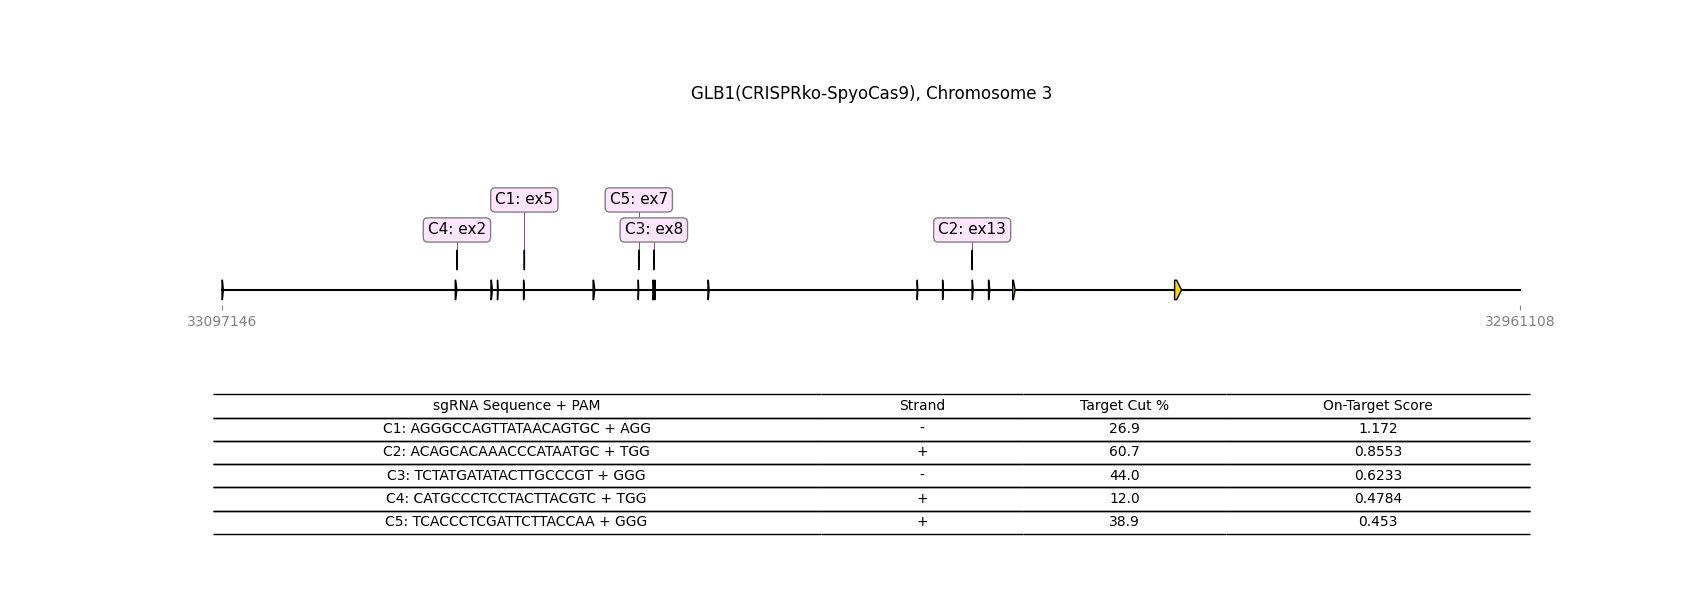 GLB1(CRISPRko-SpyoCas9), Chromosome 3
C1: ex5 C5: ex7
C4: ex2 C3: ex8 C2: ex13
33097146 32961108
sgRNA Sequence + PAM Strand Target Cut % On-Target Score
C1: AGGGCCAGTTATAACAGTGC + AGG - 26.9 1.172
C2: ACAGCACAAACCCATAATGC + TGG + 60.7 0.8553
C3: TCTATGATATACTTGCCCGT + GGG - 44.0 0.6233
C4: CATGCCCTCCTACTTACGTC + TGG + 12.0 0.4784
C5: TCACCCTCGATTCTTACCAA + GGG + 38.9 0.453